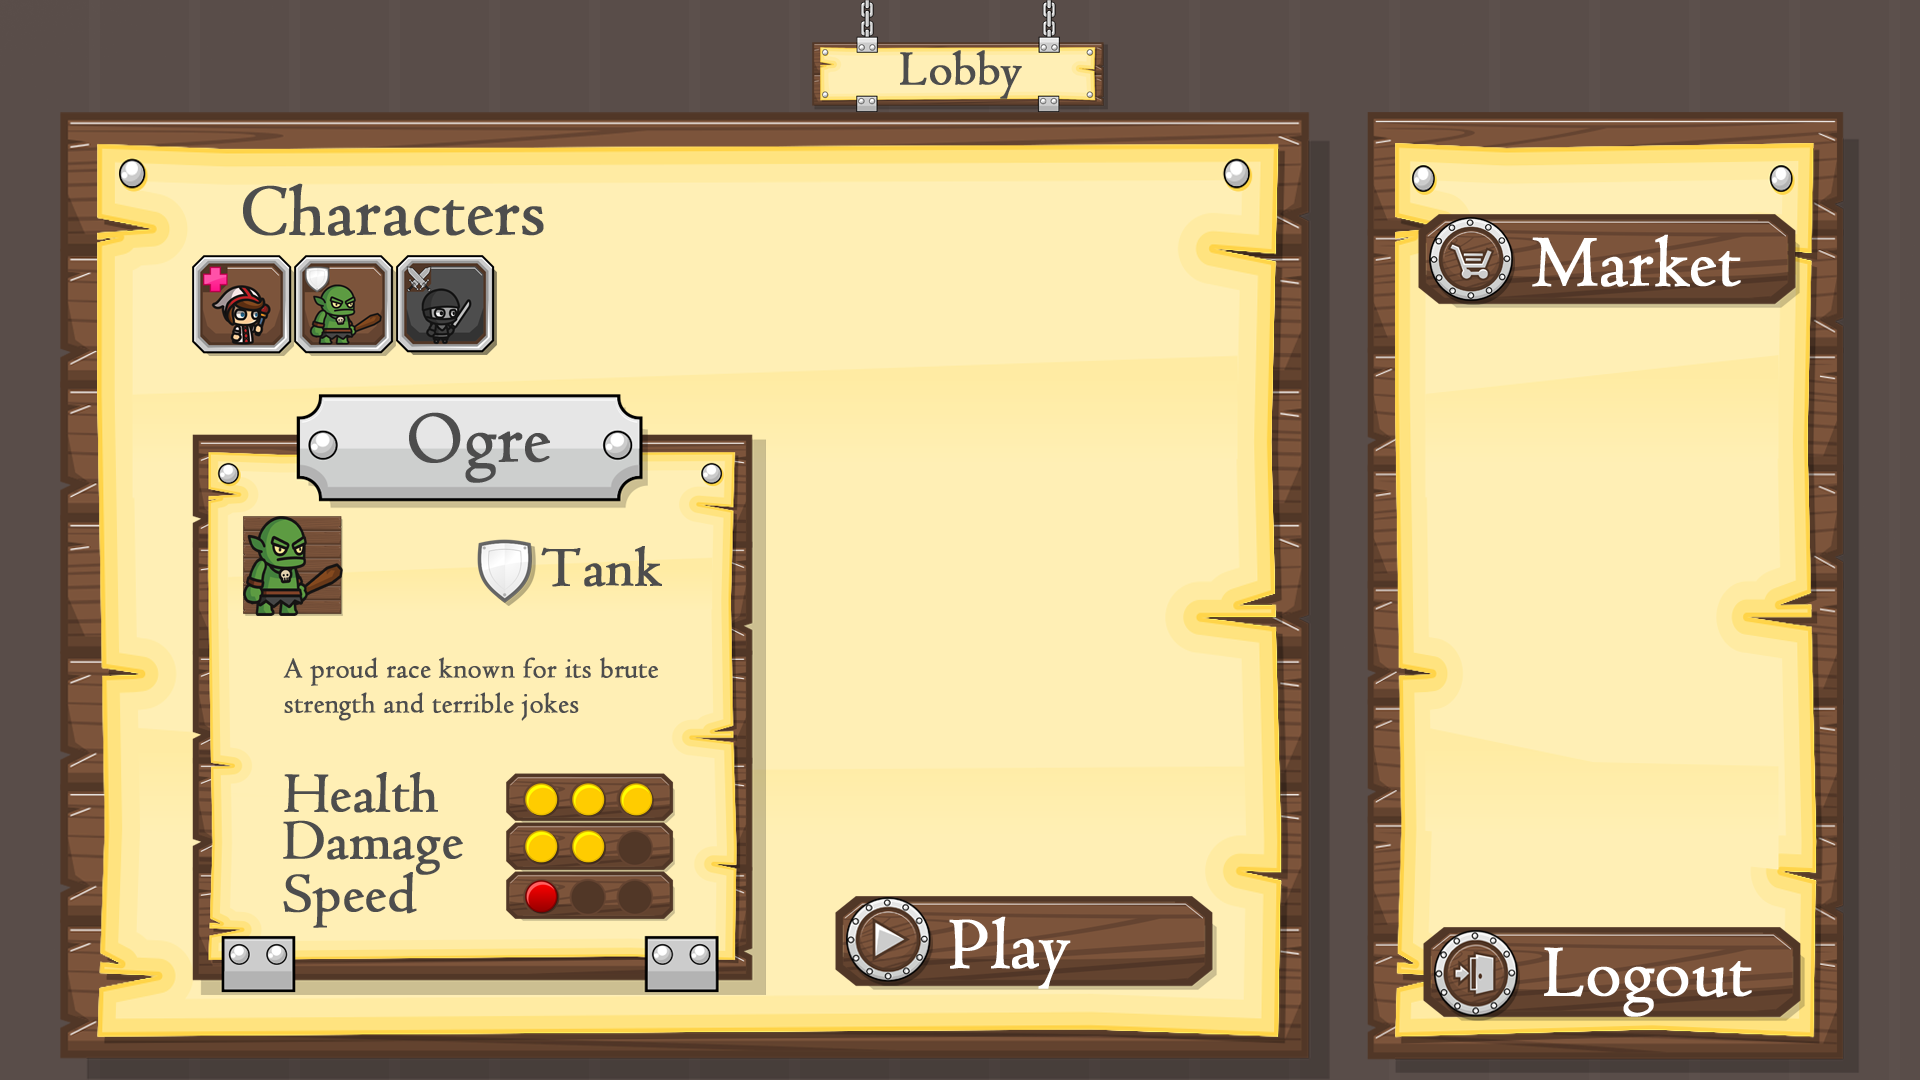 Lobby
Characters
Ogre
Tank
A proud race known for its brute
strength and terrible jokes
Health
Damage
Speed
Play
Market
Logout